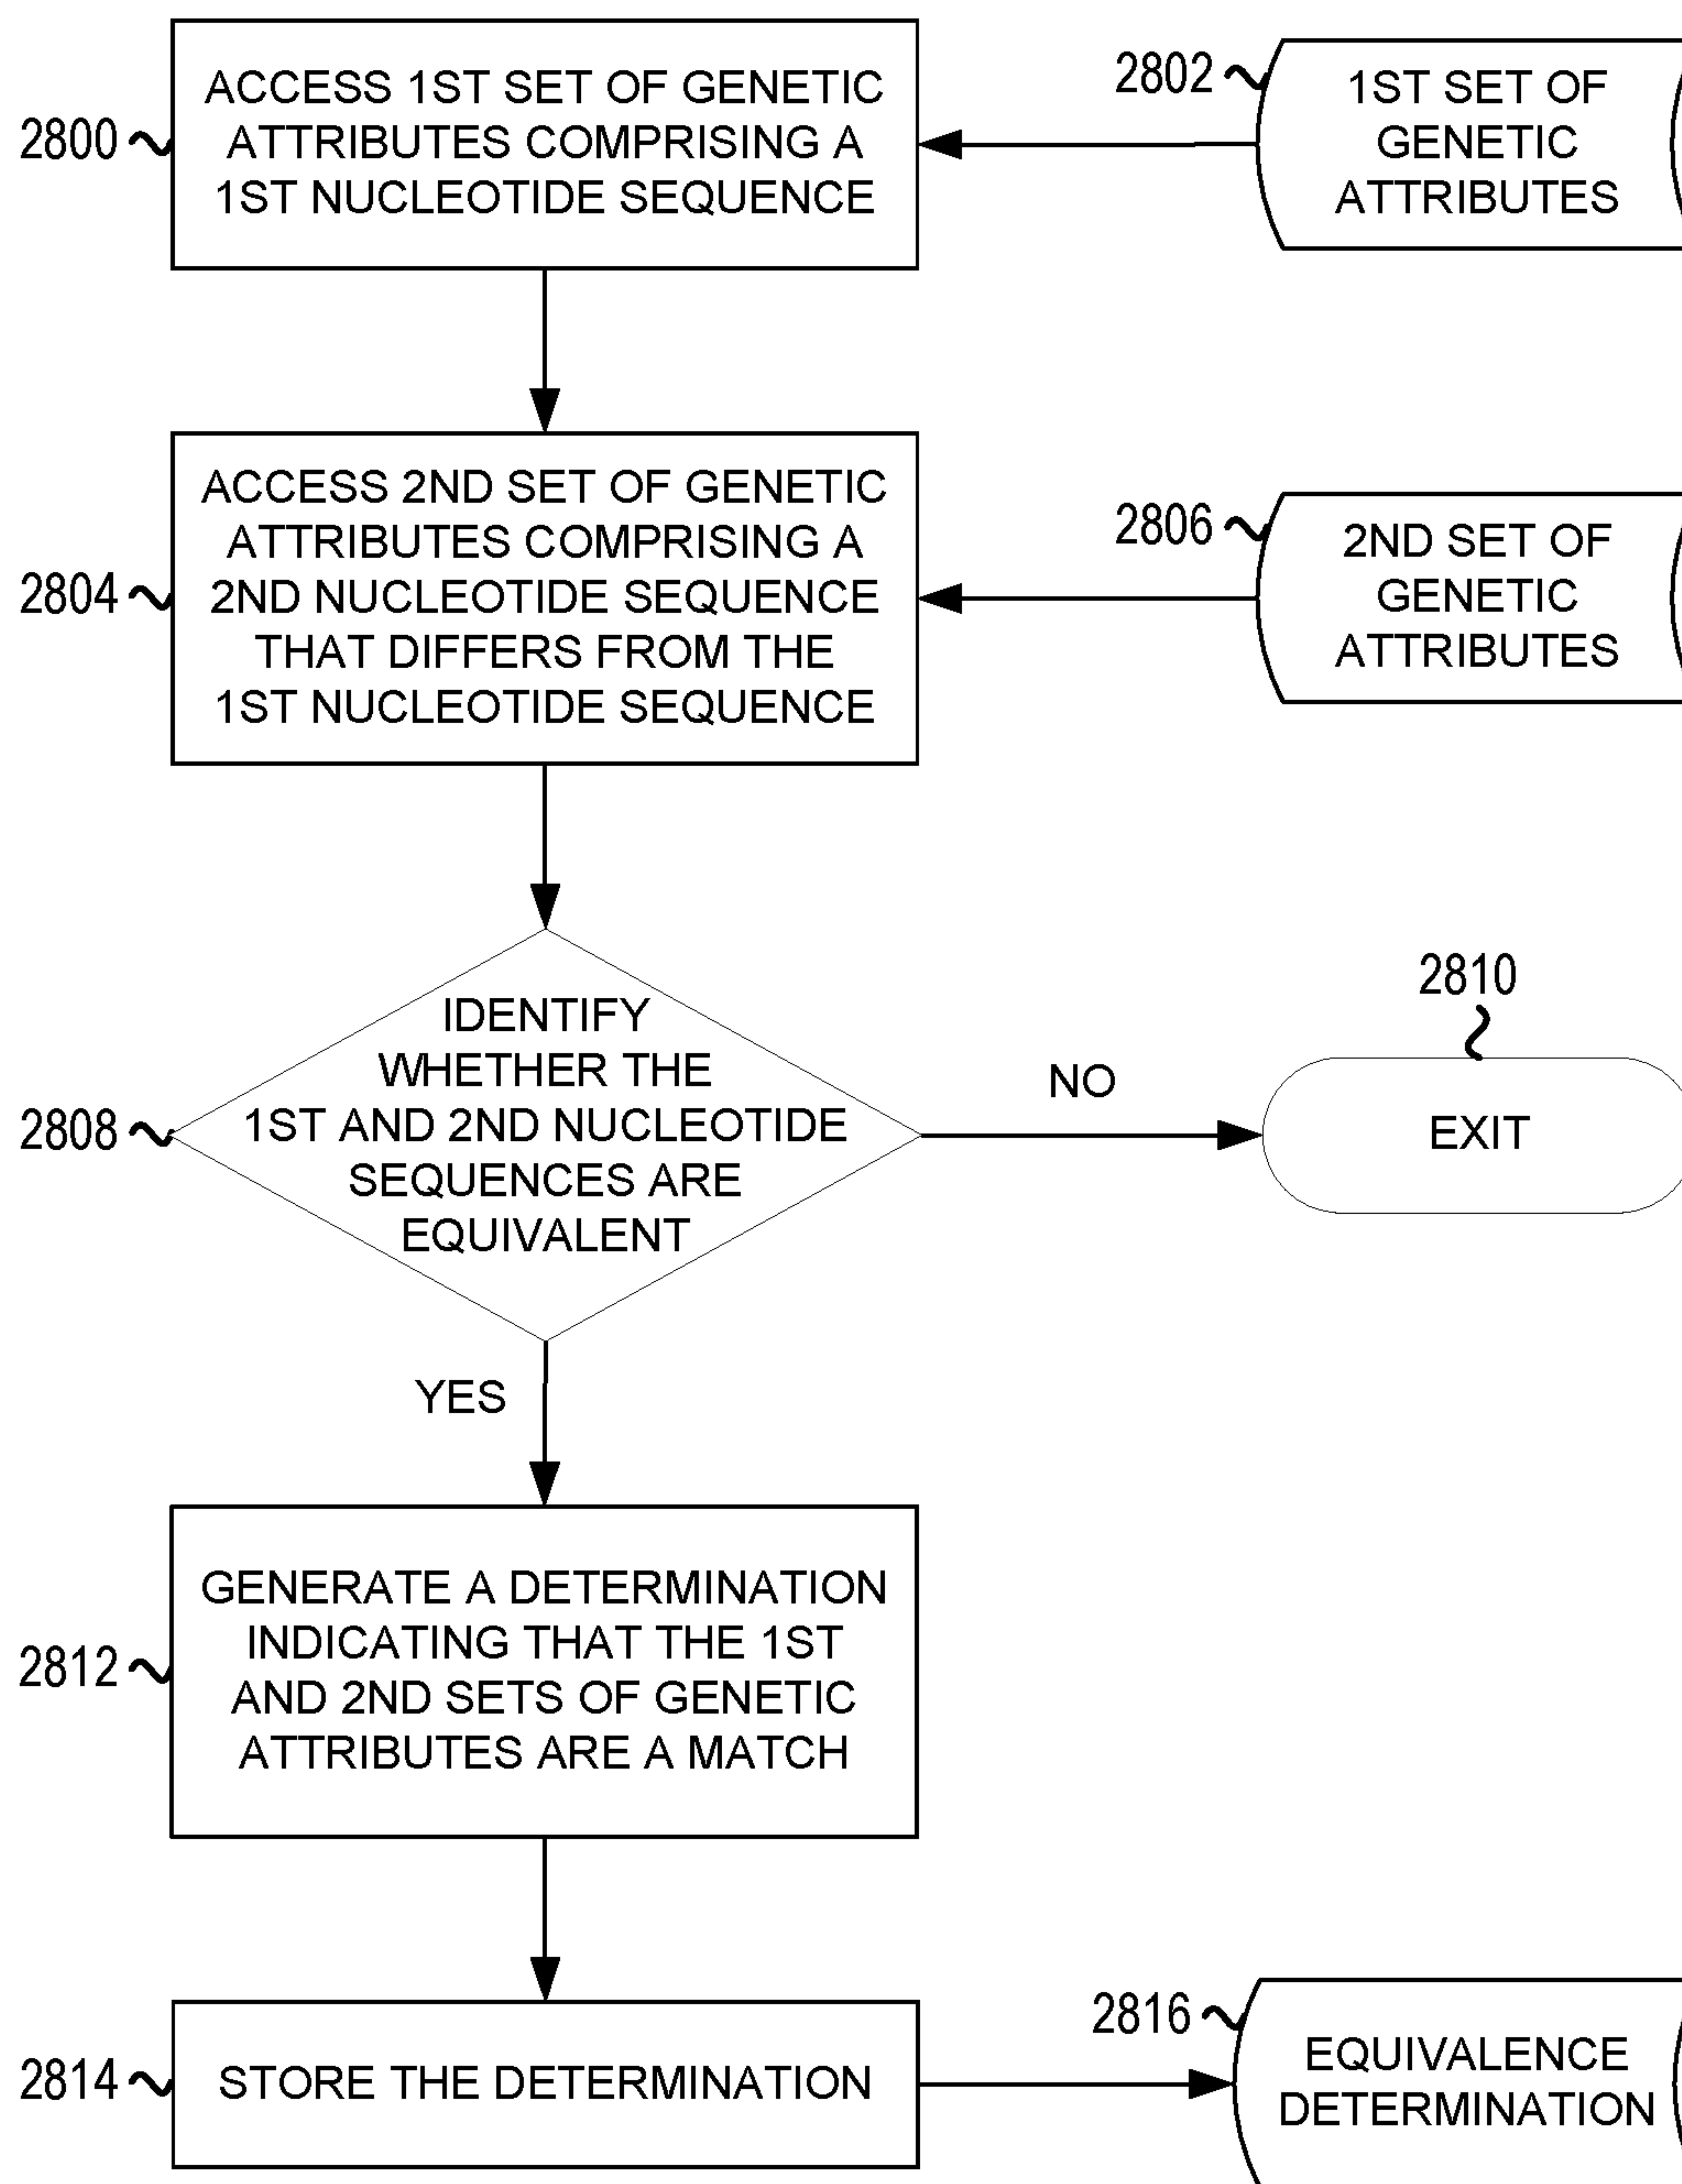 2800
ACCESS 1ST SET OF GENETIC
ATTRIBUTES COMPRISING A
1ST NUCLEOTIDE SEQUENCE
2802
1ST SET OF
GENETIC
ATTRIBUTES
2804
ACCESS 2ND SET OF GENETIC
ATTRIBUTES COMPRISING A
2ND NUCLEOTIDE SEQUENCE
THAT DIFFERS FROM THE
1ST NUCLEOTIDE SEQUENCE
2806
2ND SET OF
GENETIC
ATTRIBUTES
2808
IDENTIFY
WHETHER THE
1ST AND 2ND NUCLEOTIDE
SEQUENCES ARE
EQUIVALENT
NO
2810
EXIT
YES
2812
GENERATE A DETERMINATION
INDICATING THAT THE 1ST
AND 2ND SETS OF GENETIC
ATTRIBUTES ARE A MATCH
2814
STORE THE DETERMINATION
2816
EQUIVALENCE
DETERMINATION